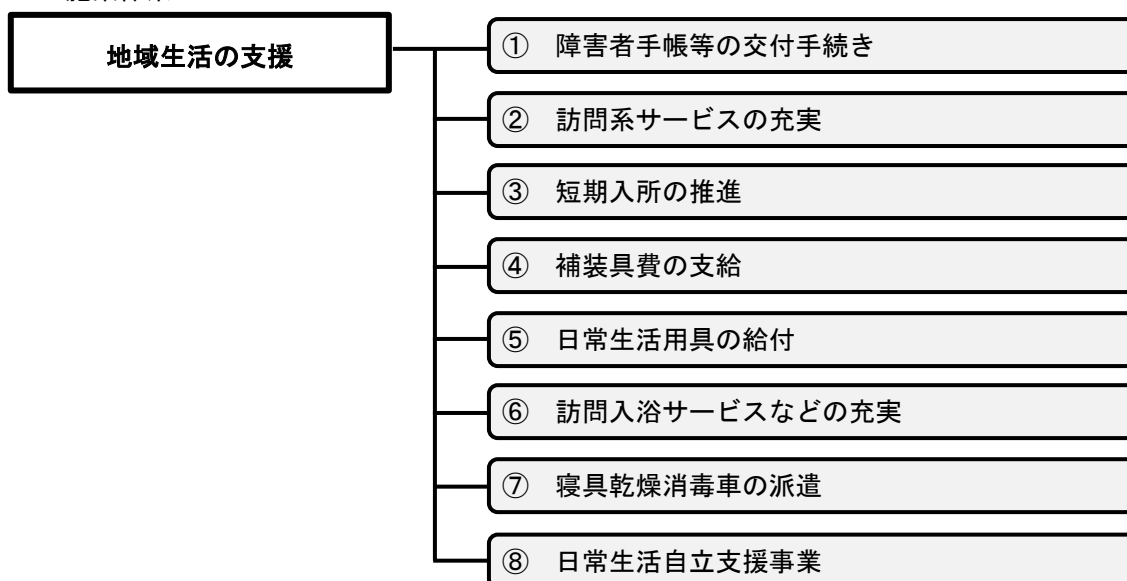 地域生活の支援
① 障害者手帳等の交付手続き
② 訪問系サービスの充実
③ 短期入所の推進
④ 補装具費の支給
⑤ 日常生活用具の給付
⑥ 訪問入浴サービスなどの充実
⑦ 寝具乾燥消毒車の派遣
⑧ 日常生活自立支援事業